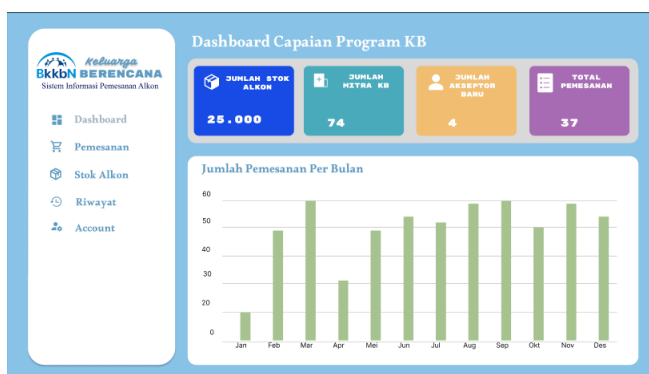 Keluarga
BkkbN BERENCANA
Sistem Informasi Pemesanan Alkon
Dashboard
Pemesanan
Stok Alkon
Riwayat
Account
Dashboard Capaian Program KB
JUMLAH STOK
ALKON
25.000
JUMLAH
MITRA KB
74
JUMLAH
AKSEPTOR
BARU
4
TOTAL
PEMESANAN
37
Jumlah Pemesanan Per Bulan
60
50
40
30
20
0
Jan Feb Mar Apr Mei Jun Jul Aug Sep Okt Nov Des